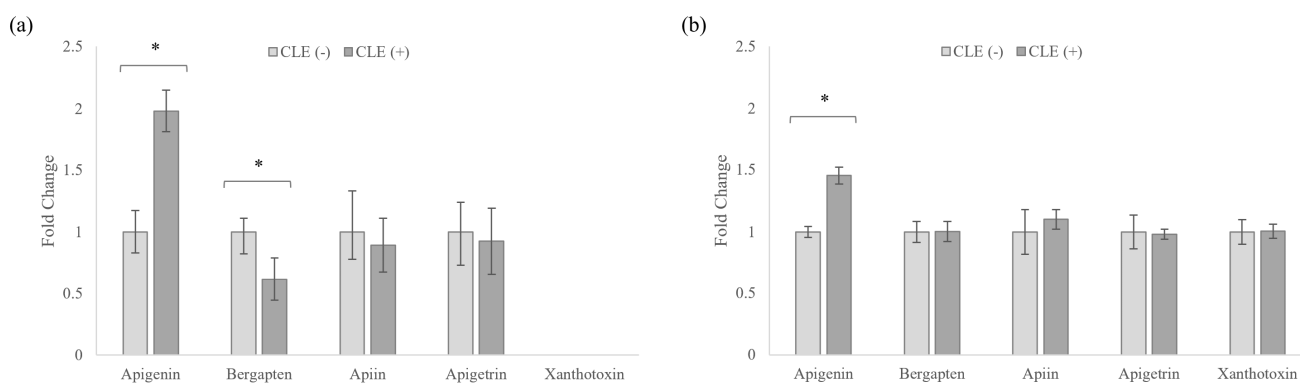 (a)
CLE (-) CLE (+)
Fold Change
2.5
2
1.5
1
0.5
0
*
*
Apigenin Bergapten Apiin Apigetrin Xanthotoxin
(b)
CLE (-) CLE (+)
Fold Change
2.5
2
1.5
1
0.5
0
*
Apigenin Bergapten Apiin Apigetrin Xanthotoxin